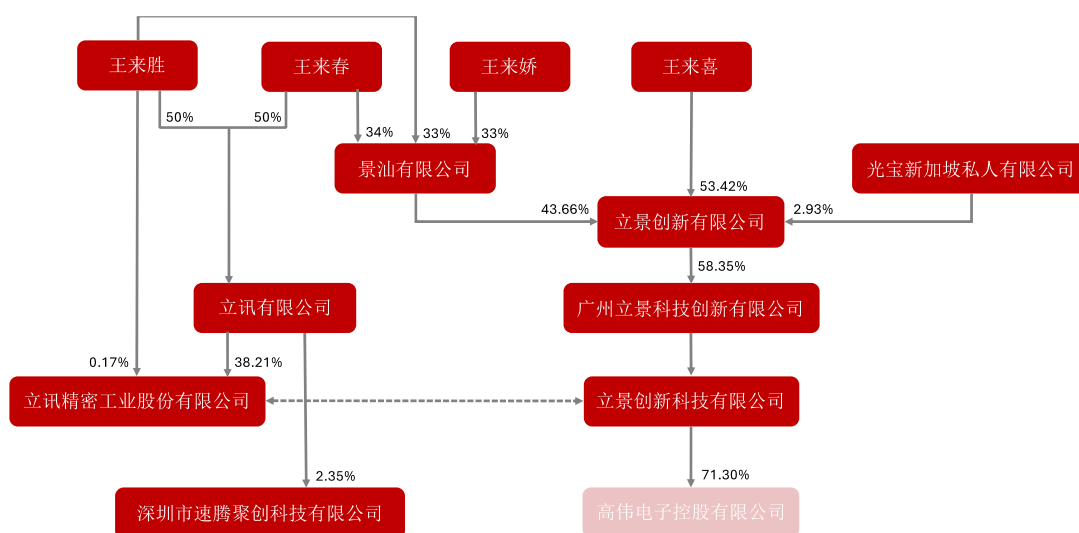 王来胜
王来春
王来娇
王来喜
50%
50%
34%
33%
33%
景汕有限公司
光宝新加坡私人有限公司
53.42%
43.66%
立景创新有限公司
2.93%
58.35%
立讯有限公司
广州立景科技创新有限公司
0.17%
38.21%
立讯精密工业股份有限公司
立景创新科技有限公司
2.35%
71.30%
深圳市速腾聚创科技有限公司
高伟电子控股有限公司